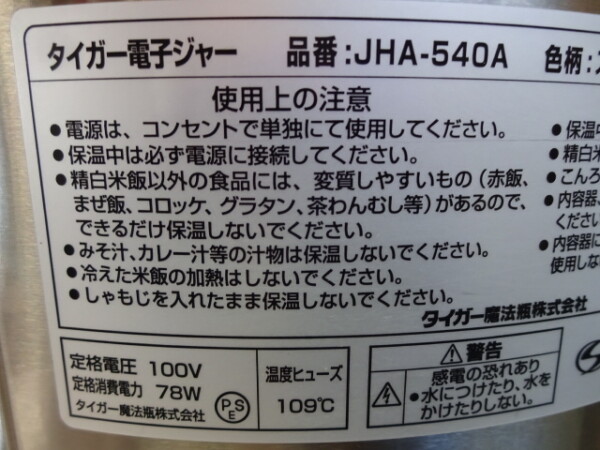 タイガー電子ジャー 品番:JHA-540A 色柄:
使用上の注意
●電源は、コンセントで単独にて使用してください。
●保温中は必ず電源に接続してください。
●精白米飯以外の食品には、変質しやすいもの(赤飯、
まぜ飯、コロッケ、グラタン、茶わんむし等)があるので、
できるだけ保温しないでください。
●みそ汁、カレー汁等の汁物は保温しないでください。
●冷えた米飯の加熱はしないでください。
●しゃもじを入れたまま保温しないでください。
●保温中
●精白米
●こんろ
●内容器、
ください
●内容器に
使用しな
タイガー魔法瓶株式会社
定格電圧 100V
定格消費電力 78W
タイガー魔法瓶株式会社
PSE
温度ヒューズ
109℃
警告
感電の恐れあり
●水につけたり、水を
かけたりしない。